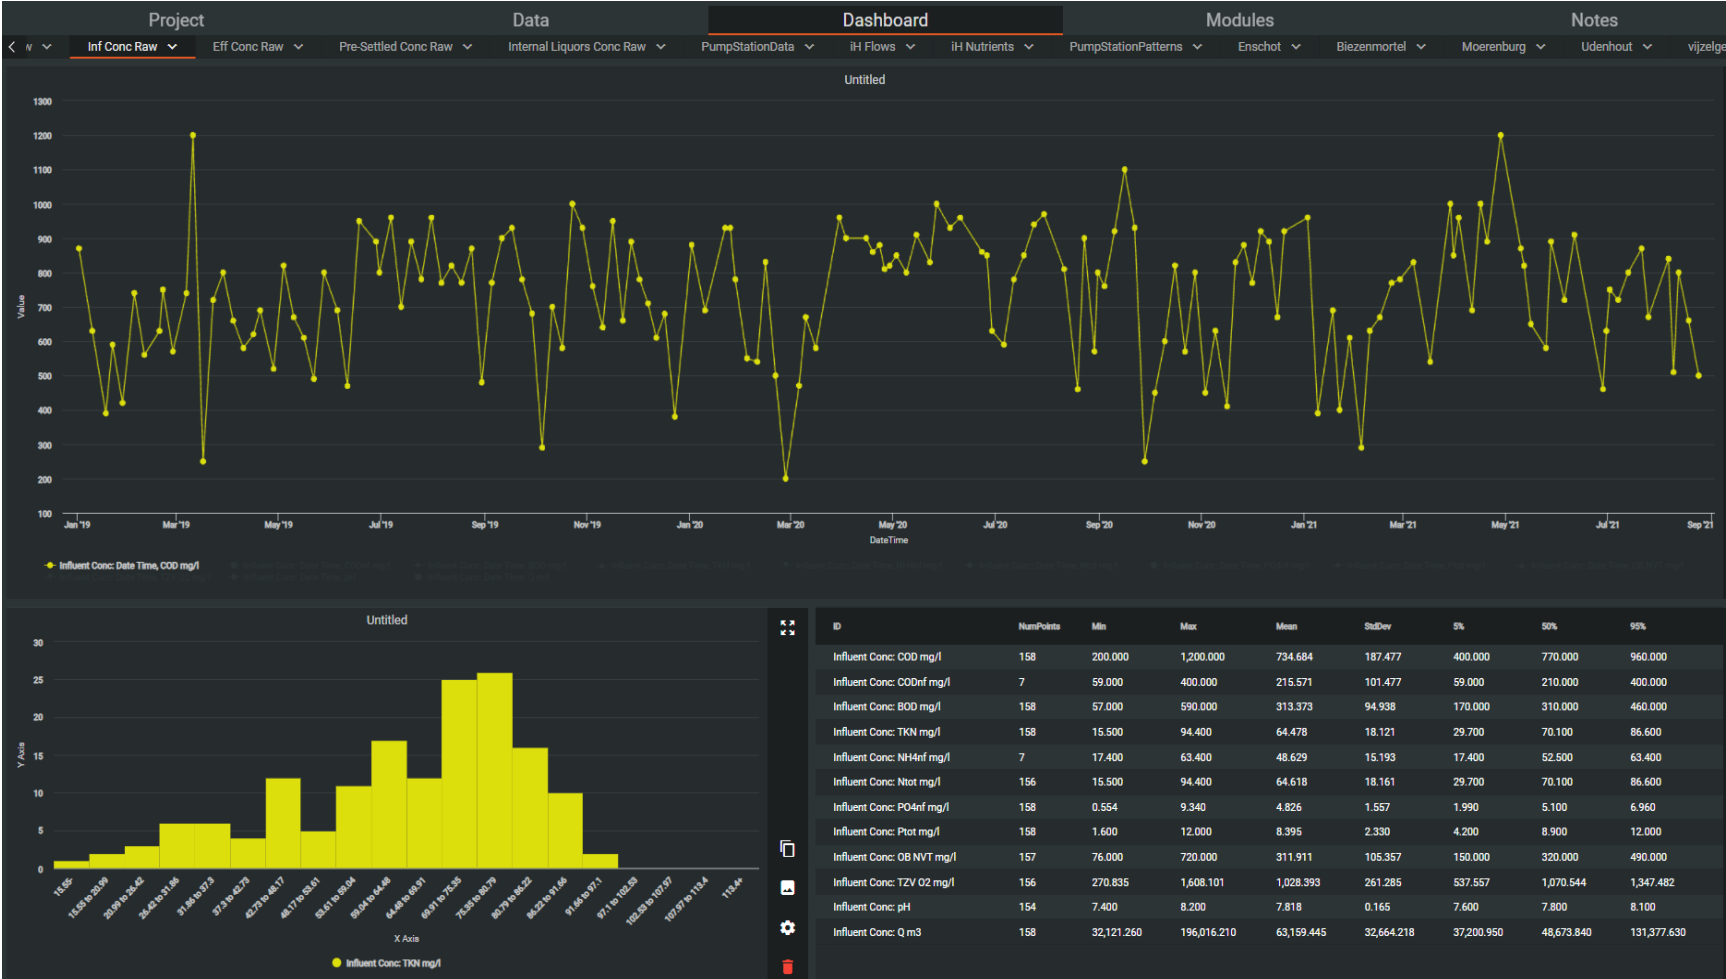 Project Data Dashboard Modules Notes
w Inf Conc Raw Eff Conc Raw Pre-Settled Conc Raw Internal Liquors Conc Raw PumpStationData iH Flows iH Nutrients PumpStationPatterns Enschot Biezenmortel Moerenburg Udenhout vijzelge
Untitled
1300
1200
1100
1000
900
800
700
600
500
400
300
200
100
Value
Jan '19 Mar '19 May '19 Jul '19 Sep '19 Nov '19 Jan '20 Mar '20 May '20 Jul '20 Sep '20 Nov '20 Jan '21 Mar '21 May '21 Jul '21 Sep '21
DateTime
Influent Conc: Date Time, COD mg/l
Untitled
30
25
20
15
10
5
0
Y Axis
15.55- 15.55 to 20.99 20.99 to 26.42 26.42 to 31.86 31.86 to 37.3 37.3 to 42.73 42.73 to 48.17 48.17 to 53.61 53.61 to 59.04 59.04 to 64.48 64.48 to 69.91 69.91 to 75.35 75.35 to 80.79 80.79 to 86.22 86.22 to 91.66 91.66 to 97.1 97.1 to 102.53 102.53 to 107.97 107.97 to 113.4 113.4+
X Axis
Influent Conc: TKN mg/l
ID NumPoints Min Max Mean StdDev 5% 50% 95%
Influent Conc: COD mg/l 158 200.000 1,200.000 734.684 187.477 400.000 770.000 960.000
Influent Conc: CODnf mg/l 7 59.000 400.000 215.571 101.477 59.000 210.000 400.000
Influent Conc: BOD mg/l 158 57.000 590.000 313.373 94.938 170.000 310.000 460.000
Influent Conc: TKN mg/l 158 15.500 94.400 64.478 18.121 29.700 70.100 86.600
Influent Conc: NH4nf mg/l 7 17.400 63.400 48.629 15.193 17.400 52.500 63.400
Influent Conc: Ntot mg/l 156 15.500 94.400 64.618 18.161 29.700 70.100 86.600
Influent Conc: PO4nf mg/l 158 0.554 9.340 4.826 1.557 1.990 5.100 6.960
Influent Conc: Ptot mg/l 158 1.600 12.000 8.395 2.330 4.200 8.900 12.000
Influent Conc: OB NVT mg/l 157 76.000 720.000 311.911 105.357 150.000 320.000 490.000
Influent Conc: TZV O2 mg/l 156 270.835 1,608.101 1,028.393 261.285 537.557 1,070.544 1,347.482
Influent Conc: pH 154 7.400 8.200 7.818 0.165 7.600 7.800 8.100
Influent Conc: Q m3 158 32,121.260 196,016.210 63,159.445 32,664.218 37,200.950 48,673.840 131,377.630